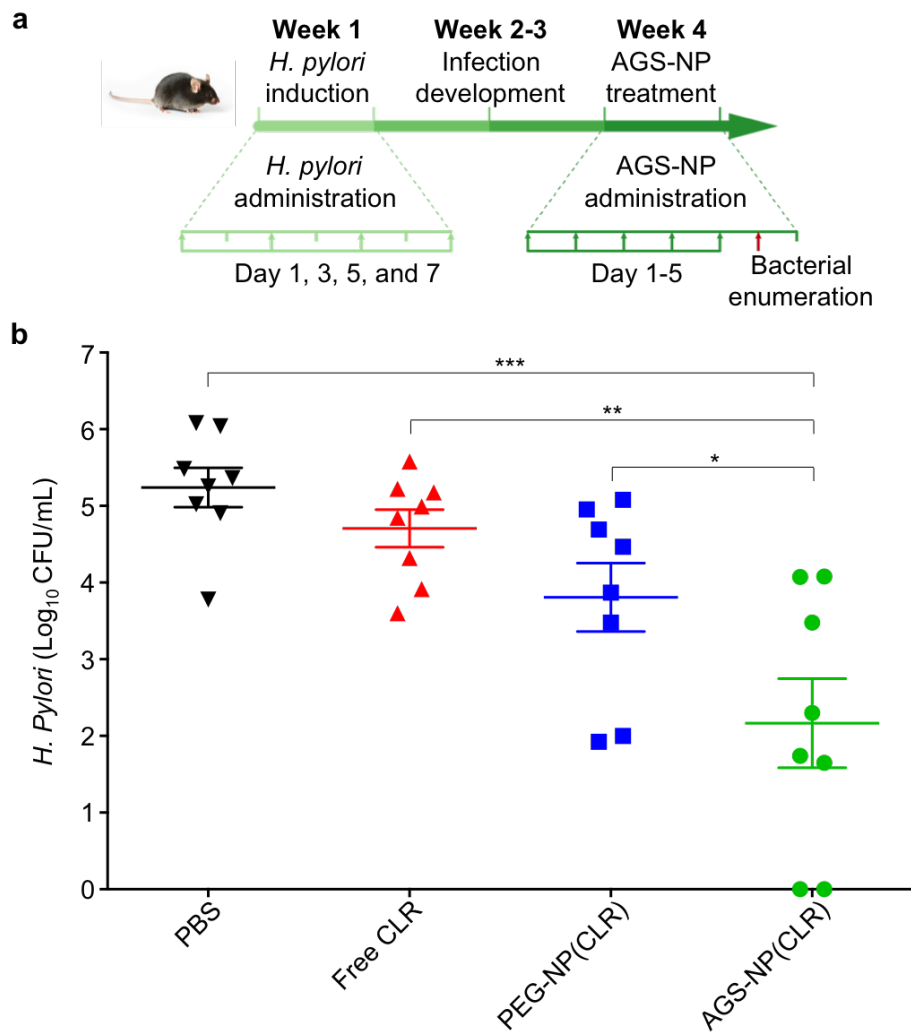 a
Week 1
H. pylori
induction
Week 2-3
Infection
development
Week 4
AGS-NP
treatment
H. pylori
administration
AGS-NP
administration
Day 1, 3, 5, and 7
Day 1-5
Bacterial
enumeration
b
H. Pylori (Log₁₀ CFU/mL)
7
6
5
4
3
2
1
0
***
**
*
PBS
Free CLR
PEG-NP(CLR)
AGS-NP(CLR)